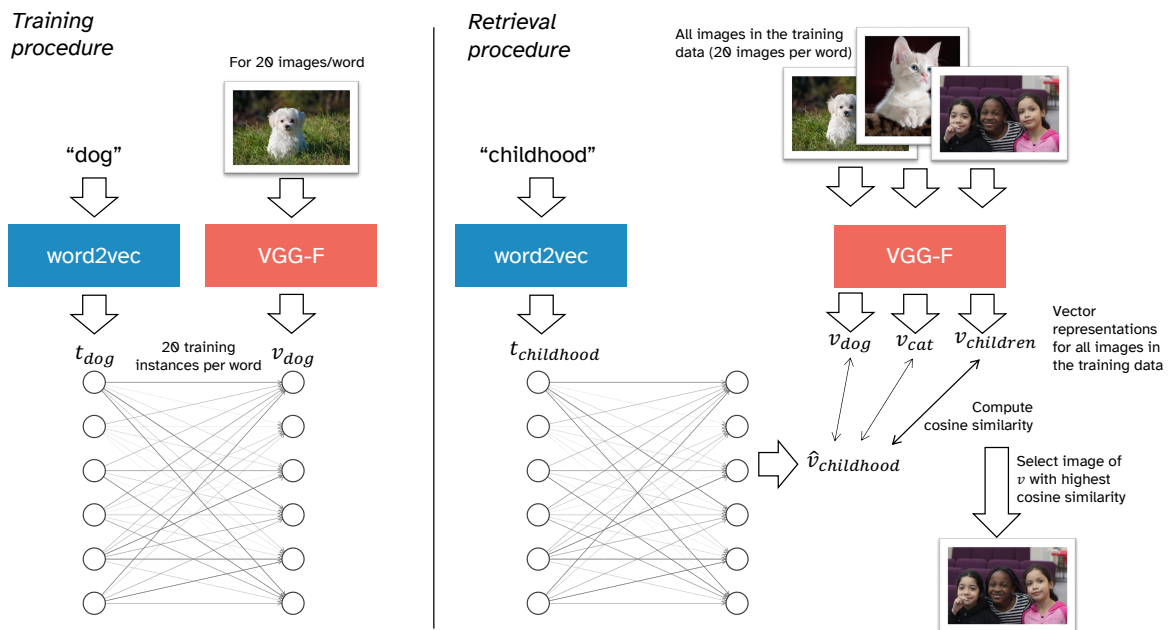 Training
procedure
For 20 images/word
“dog”
word2vec
VGG-F
t_dog
20 training
instances per word
v_dog
Retrieval
procedure
All images in the training
data (20 images per word)
“childhood”
word2vec
VGG-F
t_childhood
v_dog
v_cat
v_children
Vector
representations
for all images in
the training data
Compute
cosine similarity
v̂_childhood
Select image of
v with highest
cosine similarity